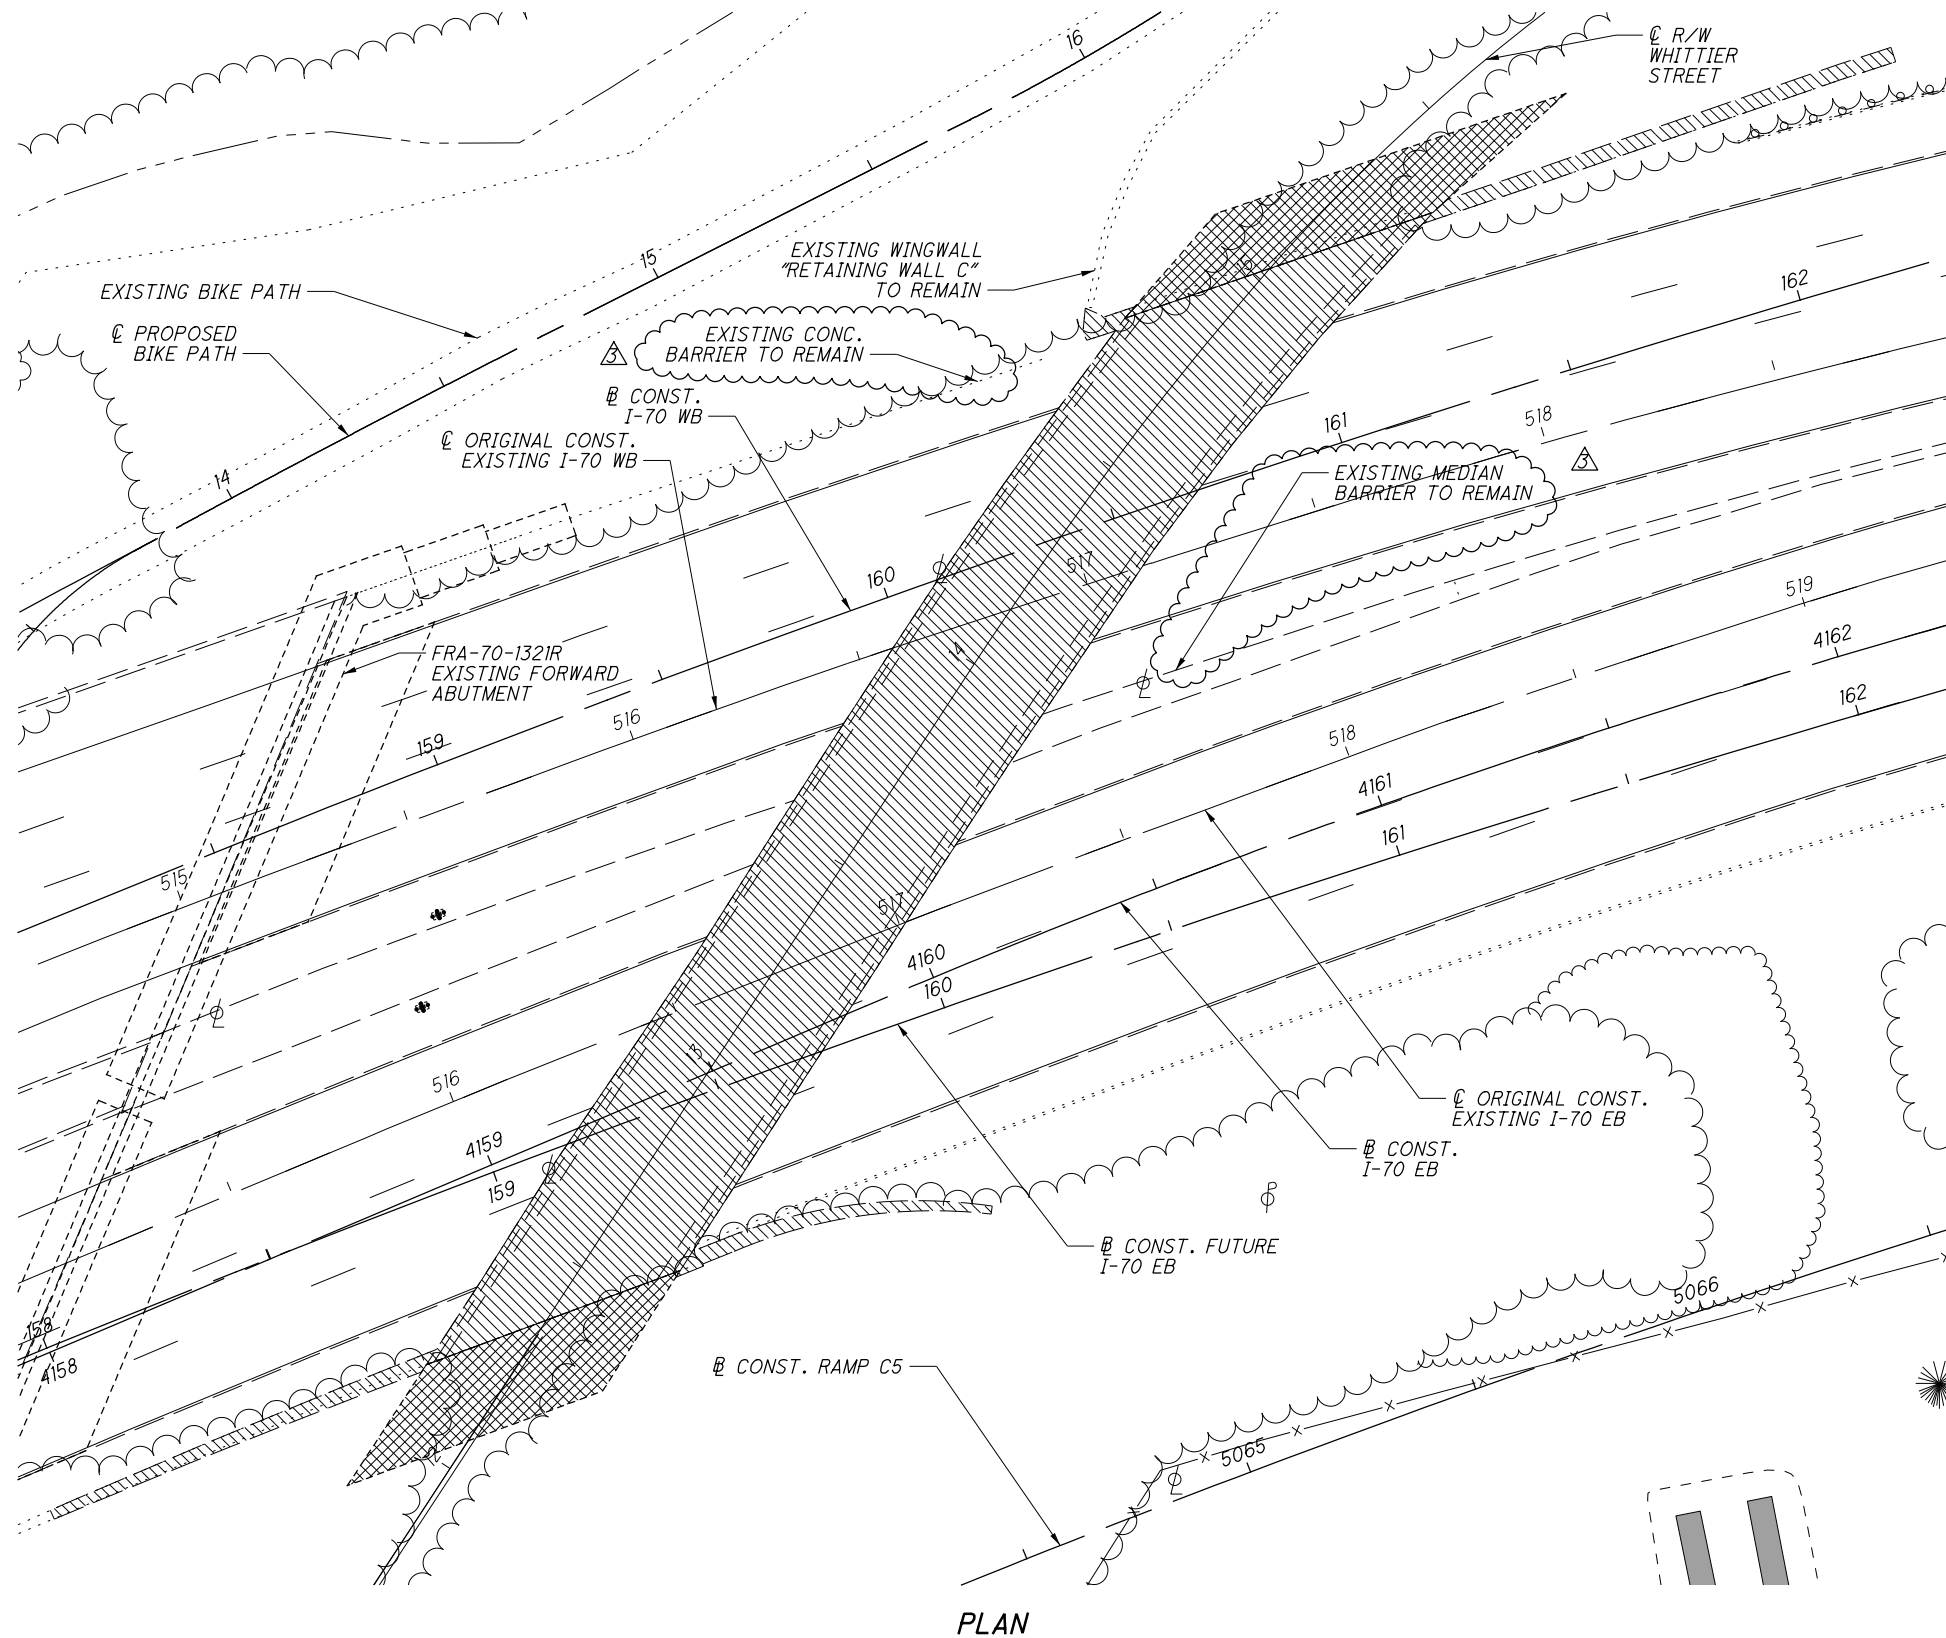 16
℄ R/W
WHITTIER
STREET
15
EXISTING WINGWALL
"RETAINING WALL C"
TO REMAIN
EXISTING BIKE PATH
℄ PROPOSED
BIKE PATH
EXISTING CONC.
BARRIER TO REMAIN
3
15
162
℄ CONST.
I-70 WB
℄ ORIGINAL CONST.
EXISTING I-70 WB
161
518
EXISTING MEDIAN
BARRIER TO REMAIN
3
14
160
517
519
FRA-70-1321R
EXISTING FORWARD
ABUTMENT
14
4162
162
516
159
518
4161
161
515
517
4160
160
13
516
4159
159
℄ ORIGINAL CONST.
EXISTING I-70 EB
℄ CONST.
I-70 EB
℄ CONST. FUTURE
I-70 EB
158
4158
5066
℄ CONST. RAMP C5
12
5065
PLAN